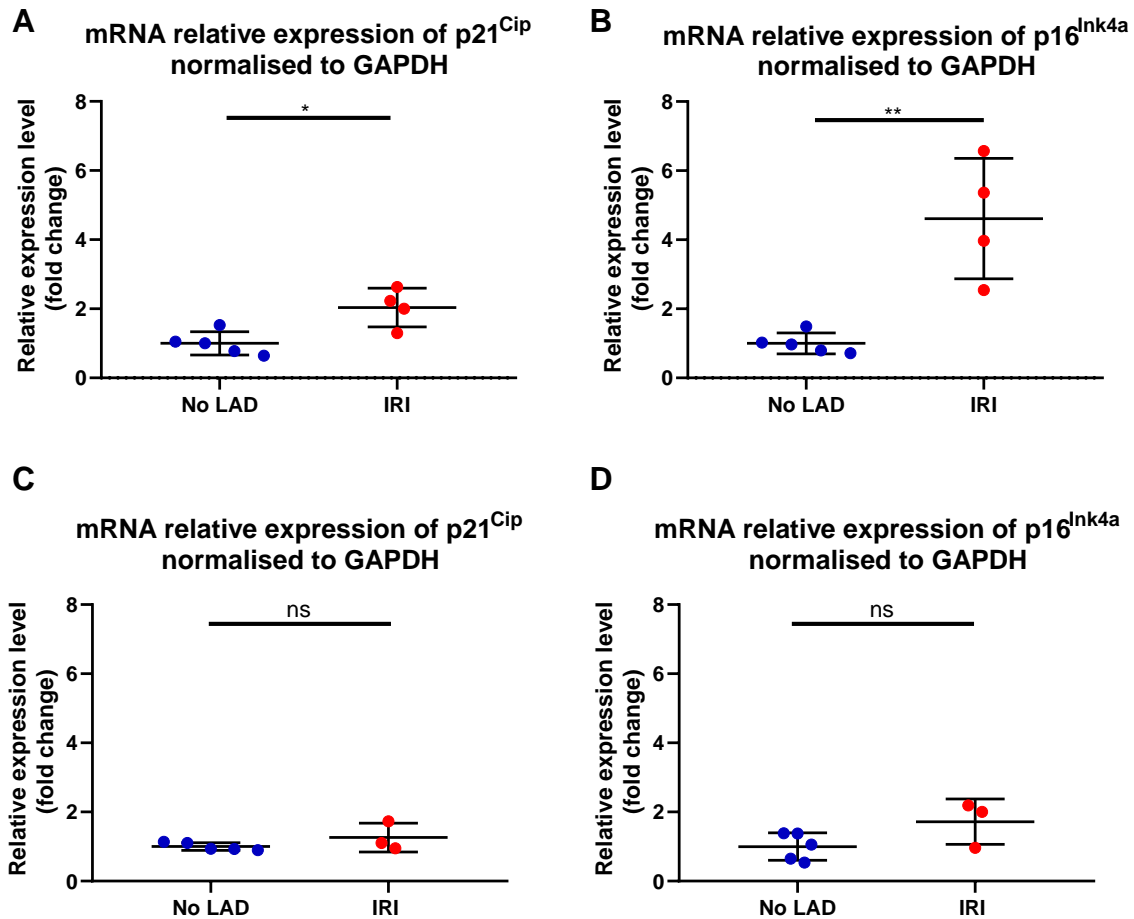 A
mRNA relative expression of p21Cip
normalised to GAPDH
Relative expression level
(fold change)
8
6
4
2
0
*
No LAD
IRI
B
mRNA relative expression of p16Ink4a
normalised to GAPDH
Relative expression level
(fold change)
8
6
4
2
0
**
No LAD
IRI
C
mRNA relative expression of p21Cip
normalised to GAPDH
Relative expression level
(fold change)
8
6
4
2
0
ns
No LAD
IRI
D
mRNA relative expression of p16Ink4a
normalised to GAPDH
Relative expression level
(fold change)
8
6
4
2
0
ns
No LAD
IRI